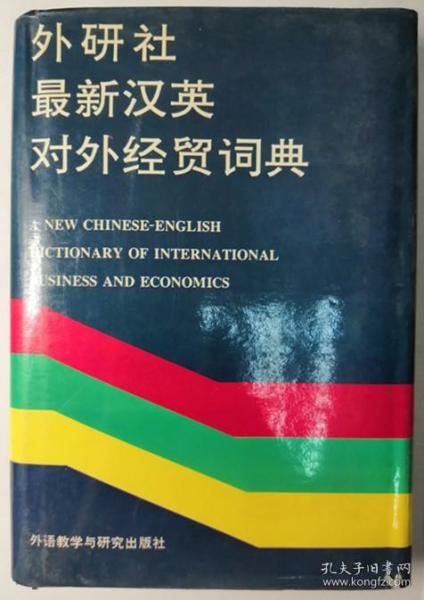 外研社
最新汉英
对外经贸词典
A NEW CHINESE-ENGLISH
DICTIONARY OF INTERNATIONAL
BUSINESS AND ECONOMICS
外语教学与研究出版社
孔夫子旧书网
www.kongfz.com